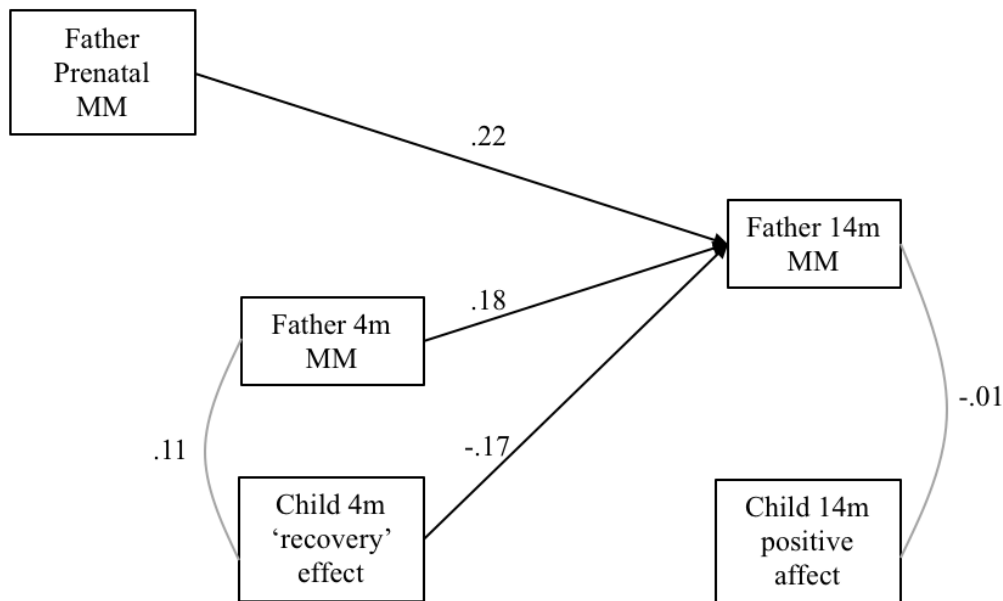 Father
Prenatal
MM
.22
Father 14m
MM
.18
Father 4m
MM
-.01
.11
-.17
Child 4m
‘recovery’
effect
Child 14m
positive
affect